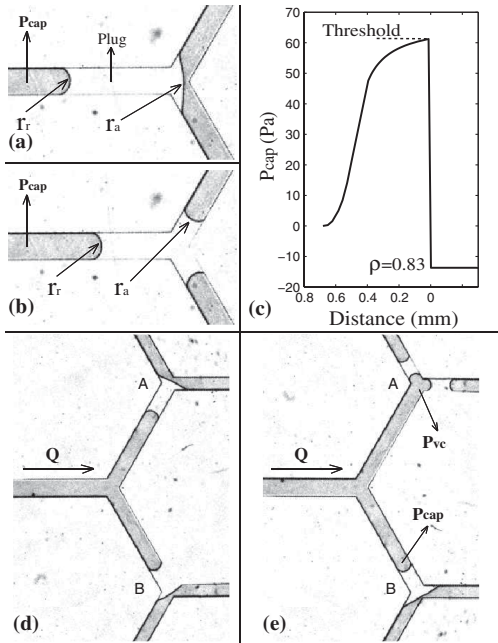 Pcap
Plug
rr
ra
(a)
Pcap
rr
ra
(b)
Pcap (Pa)
70
60
50
40
30
20
10
0
−10
−20
Threshold
ρ=0.83
0.8 0.6 0.4 0.2 0
(c) Distance (mm)
A
Q
B
(d)
A
Pvc
Q
Pcap
B
(e)